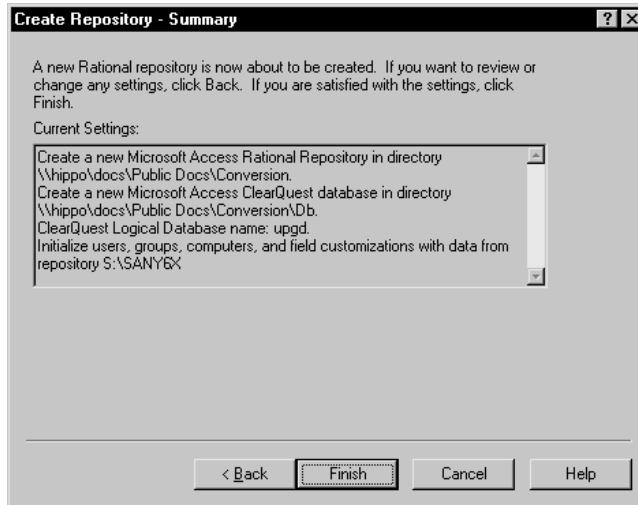 Create Repository - Summary
A new Rational repository is now about to be created. If you want to review or
change any settings, click Back. If you are satisfied with the settings, click
Finish.
Current Settings:
Create a new Microsoft Access Rational Repository in directory
\\hippo\docs\Public Docs\Conversion.
Create a new Microsoft Access ClearQuest database in directory
\\hippo\docs\Public Docs\Conversion\Db.
ClearQuest Logical Database name: upgd.
Initialize users, groups, computers, and field customizations with data from
repository S:\SANY6X
< Back
Finish
Cancel
Help